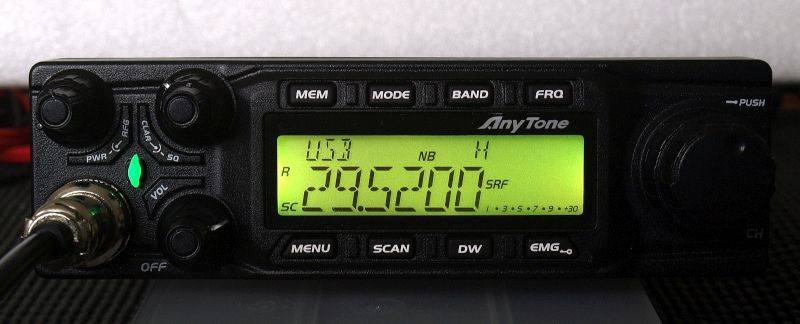 MEM MODE BAND FRQ
PUSH
AnyTone
PWR RFG CLAR SQ
USB NB H
R 29.5200 SRF
SC 1•3•5•7•9•+30
VOL
MENU SCAN DW EMG
CH
OFF